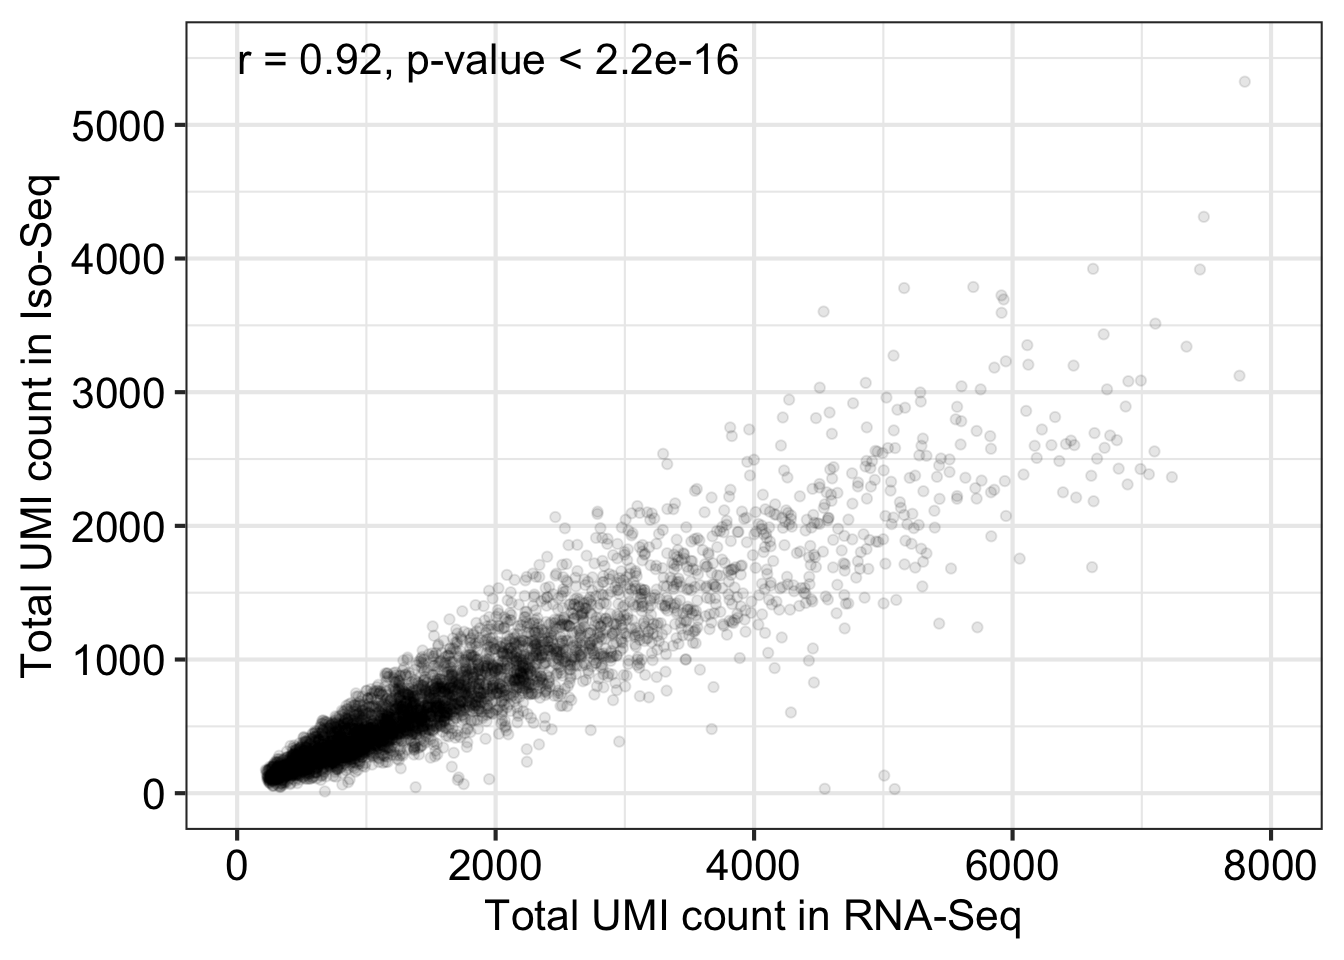 r = 0.92, p-value < 2.2e-16
5000
4000
3000
2000
1000
0
Total UMI count in Iso-Seq
0 2000 4000 6000 8000
Total UMI count in RNA-Seq